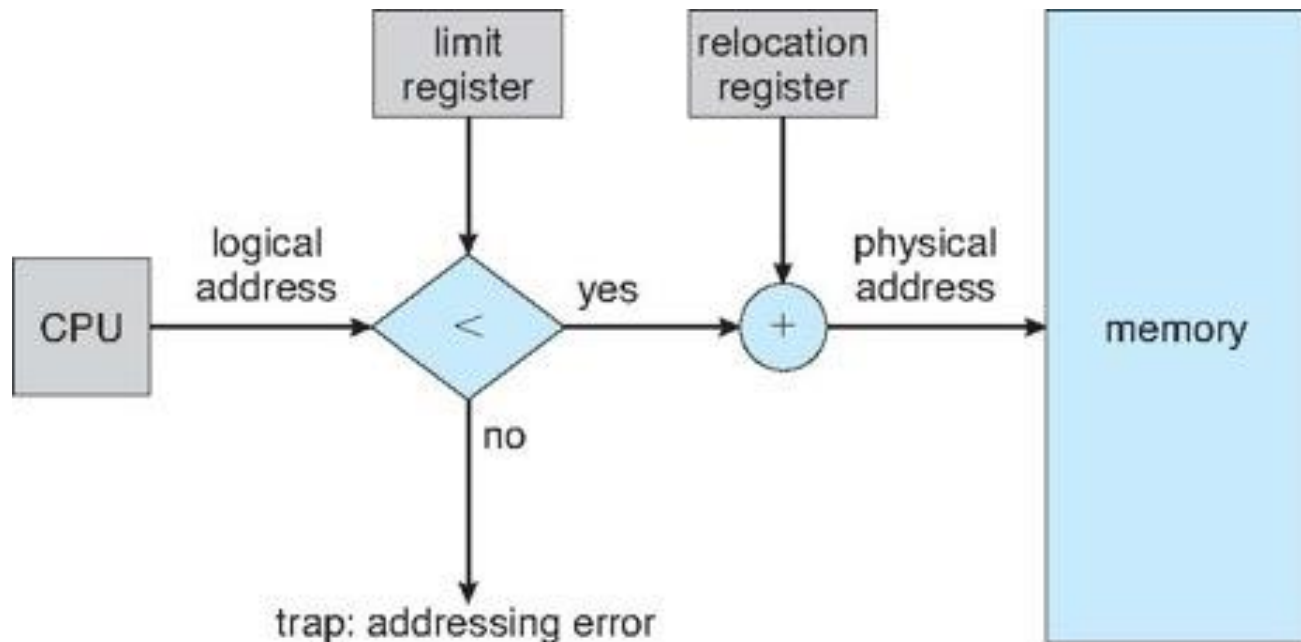 limit
register
relocation
register
logical
address
physical
address
CPU
<
yes
+
memory
no
trap: addressing error